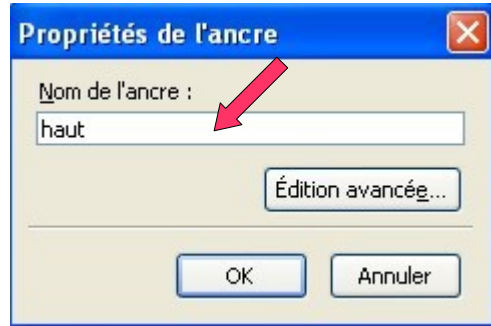 Propriétés de l'ancre
Nom de l'ancre :
haut
Édition avancée...
OK
Annuler